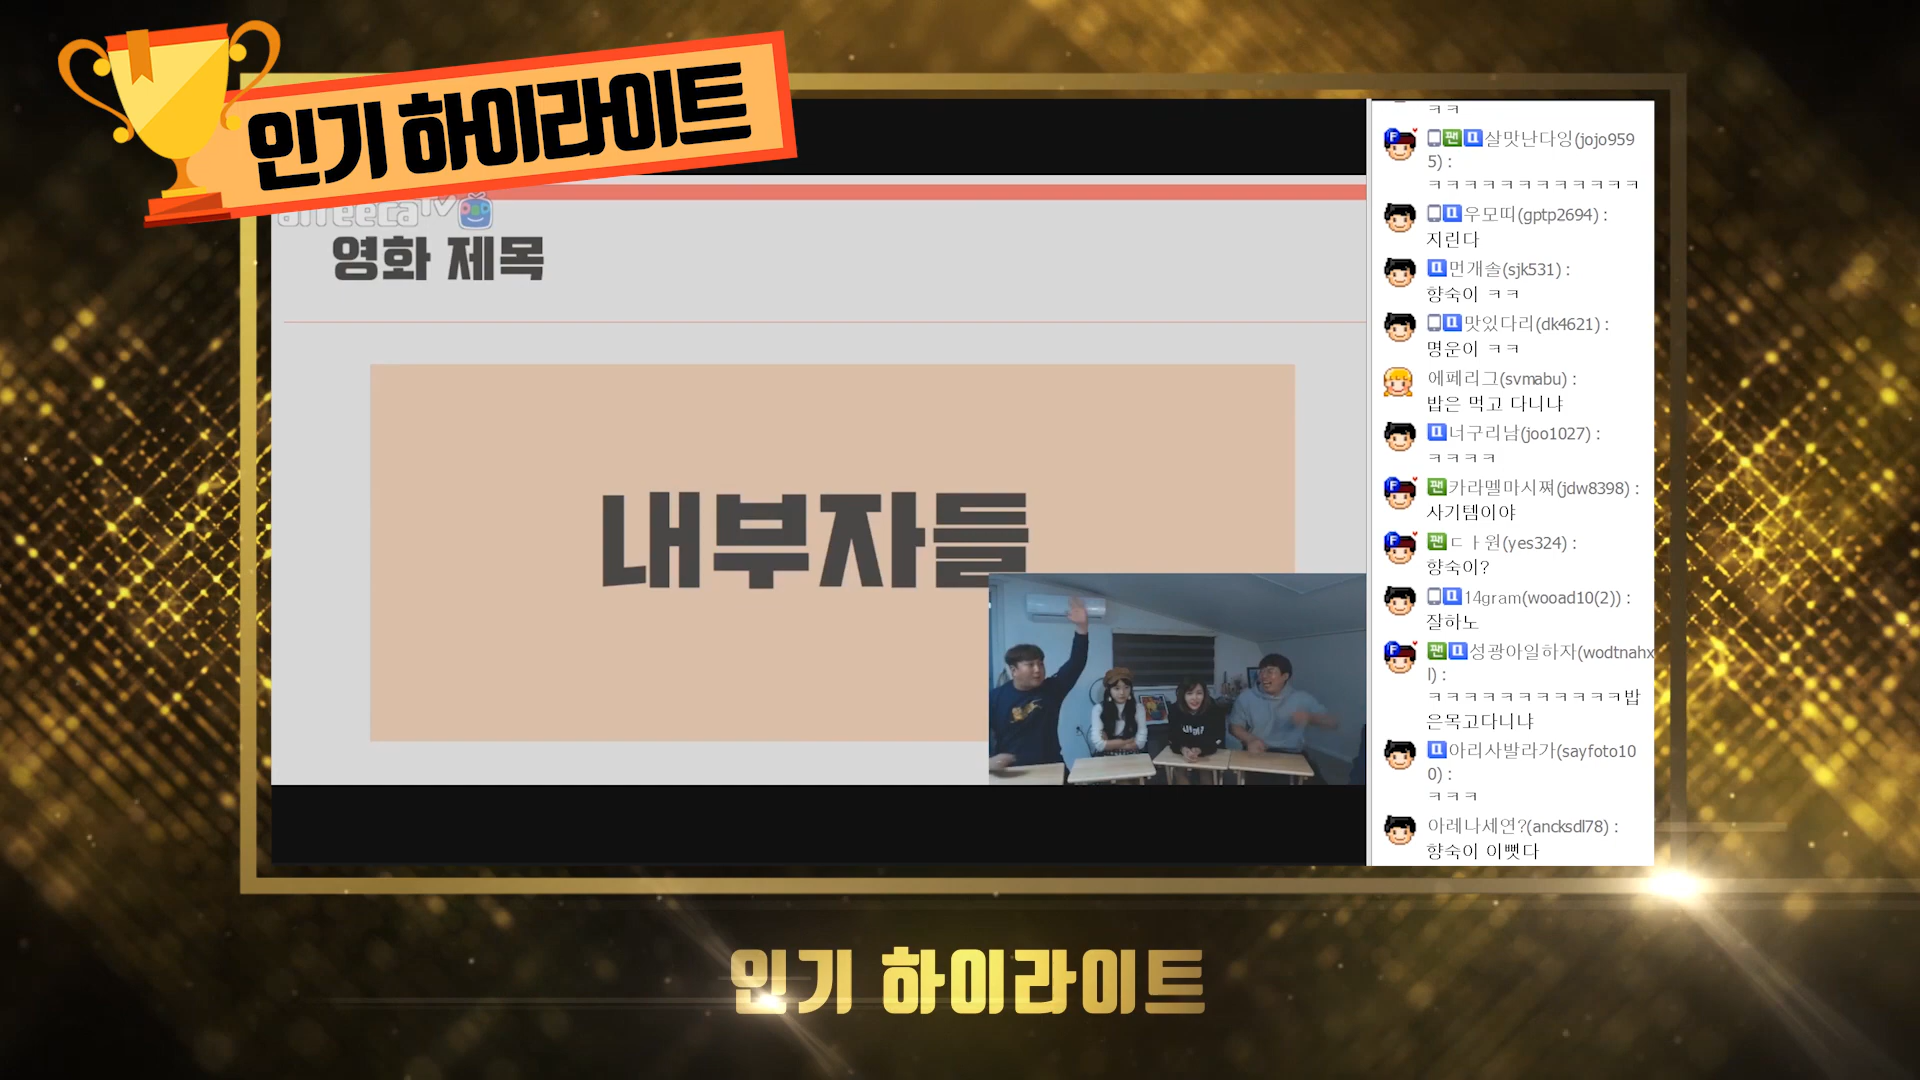 인기 하이라이트
afreecaTV
영화 제목
내부자들
ㅋㅋ
팬 살맛난다잉(jojo959
5) :
ㅋㅋㅋㅋㅋㅋㅋㅋㅋㅋㅋㅋ
우모띠(gptp2694) :
지린다
먼개솔(sjk531) :
향숙이 ㅋㅋ
맛있다리(dk4621) :
명운이 ㅋㅋ
에페리그(svmabu) :
밥은 먹고 다니냐
너구리남(joo1027) :
ㅋㅋㅋㅋ
팬 카라멜마시쪄(jdw8398) :
사기템이야
팬 ㄷㅏ원(yes324) :
향숙이?
14gram(wooad10(2)) :
잘하노
팬 성광아일하자(wodtnahx
l) :
ㅋㅋㅋㅋㅋㅋㅋㅋㅋㅋㅋ밥
은목고다니냐
아리사발라가(sayfoto10
0) :
ㅋㅋㅋ
아레나세연?(ancksdl78) :
향숙이 이뻣다
인기 하이라이트